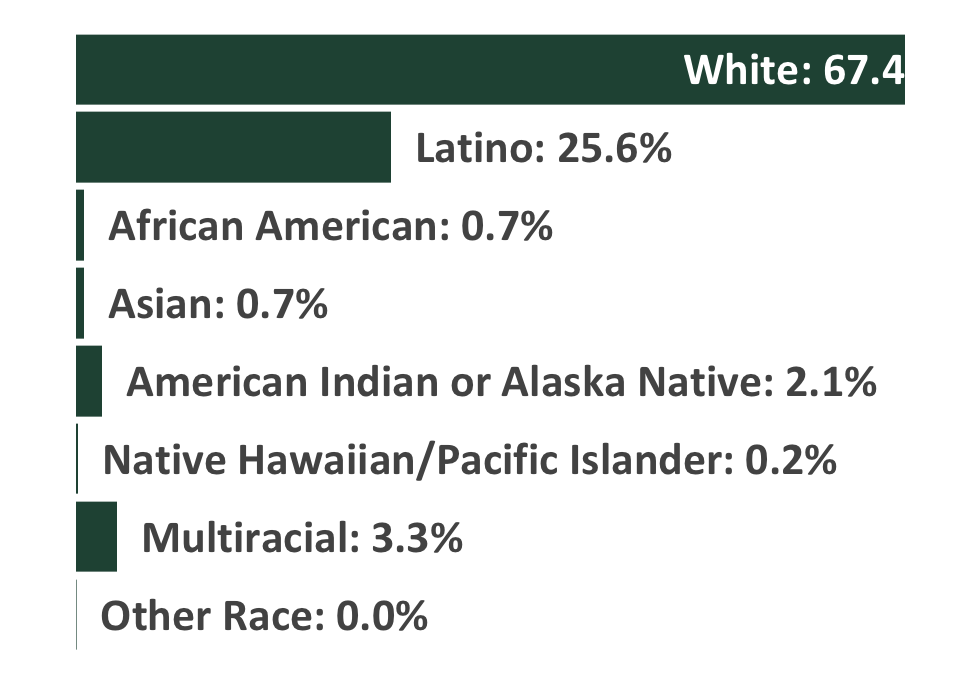 White: 67.4
Latino: 25.6%
African American: 0.7%
Asian: 0.7%
American Indian or Alaska Native: 2.1%
Native Hawaiian/Pacific Islander: 0.2%
Multiracial: 3.3%
Other Race: 0.0%